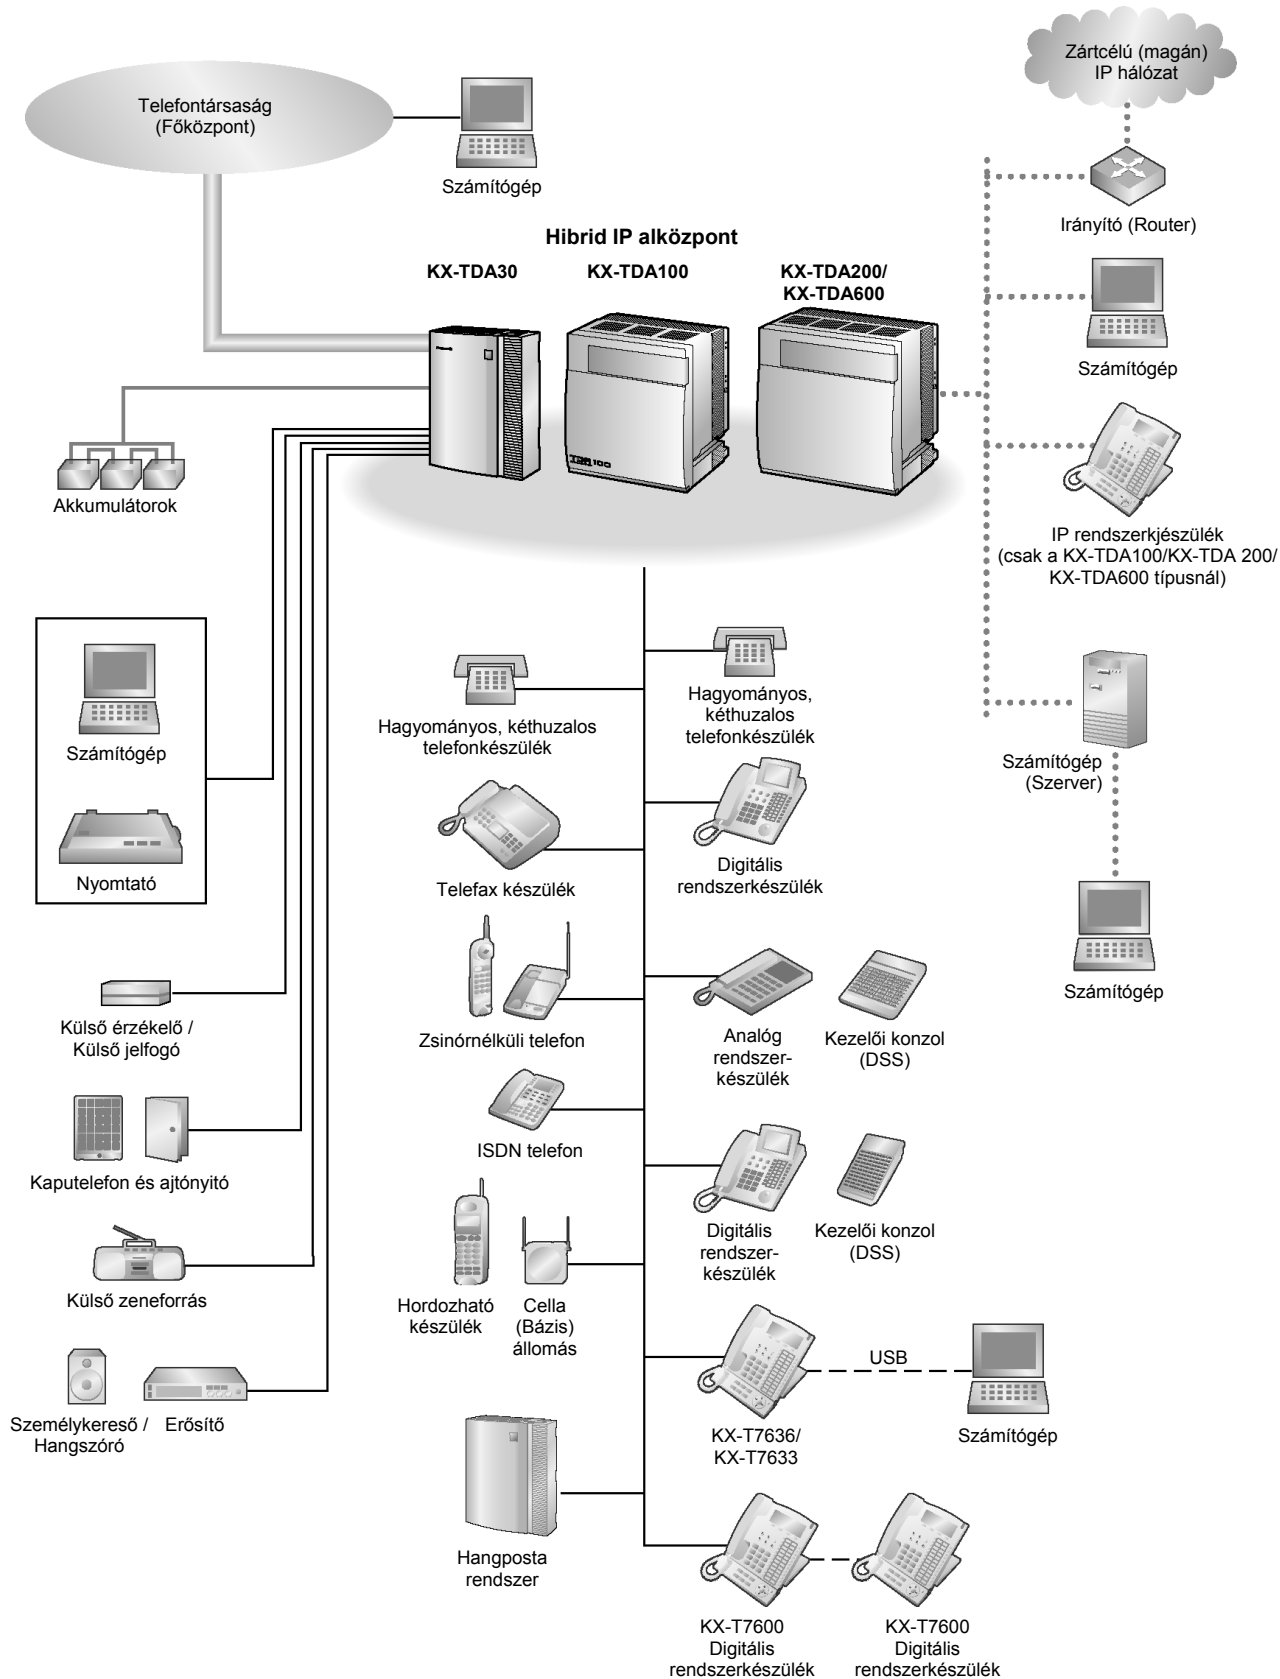 Zártcélú (magán)
IP hálózat
Telefontársaság
(Főközpont)
Számítógép
Irányító (Router)
Hibrid IP alközpont
KX-TDA30
KX-TDA100
KX-TDA200/
KX-TDA600
Számítógép
TDA100
Akkumulátorok
IP rendszerkjészülék
(csak a KX-TDA100/KX-TDA 200/
KX-TDA600 típusnál)
Számítógép
Nyomtató
Hagyományos, kéthuzalos
telefonkészülék
Hagyományos,
kéthuzalos
telefonkészülék
Számítógép
(Szerver)
Telefax készülék
Digitális
rendszerkészülék
Számítógép
Külső érzékelő /
Külső jelfogó
Zsinórnélküli telefon
Analóg
rendszer-
készülék
Kezelői konzol
(DSS)
Kaputelefon és ajtónyitó
ISDN telefon
Digitális
rendszer-
készülék
Kezelői konzol
(DSS)
Külső zeneforrás
Hordozható
készülék
Cella
(Bázis)
állomás
USB
Személykereső /
Hangszóró
Erősítő
KX-T7636/
KX-T7633
Számítógép
Hangposta
rendszer
KX-T7600
Digitális
rendszerkészülék
KX-T7600
Digitális
rendszerkészülék